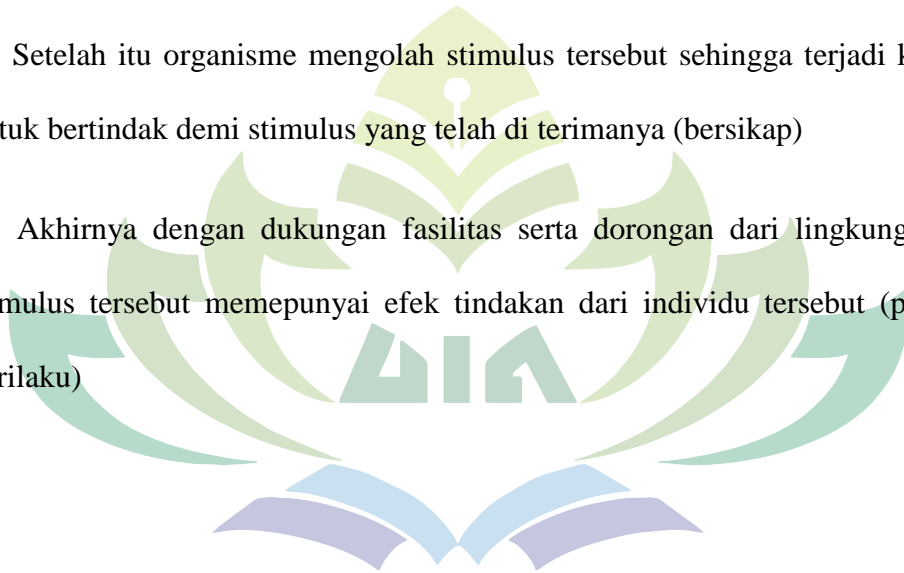 Setelah itu organisme mengolah stimulus tersebut sehingga terjadi
tuk bertindak demi stimulus yang telah di terimanya (bersikap)
Akhirnya dengan dukungan fasilitas serta dorongan dari lingkung
mulus tersebut memepunyai efek tindakan dari individu tersebut (p
rilaku)
UIN